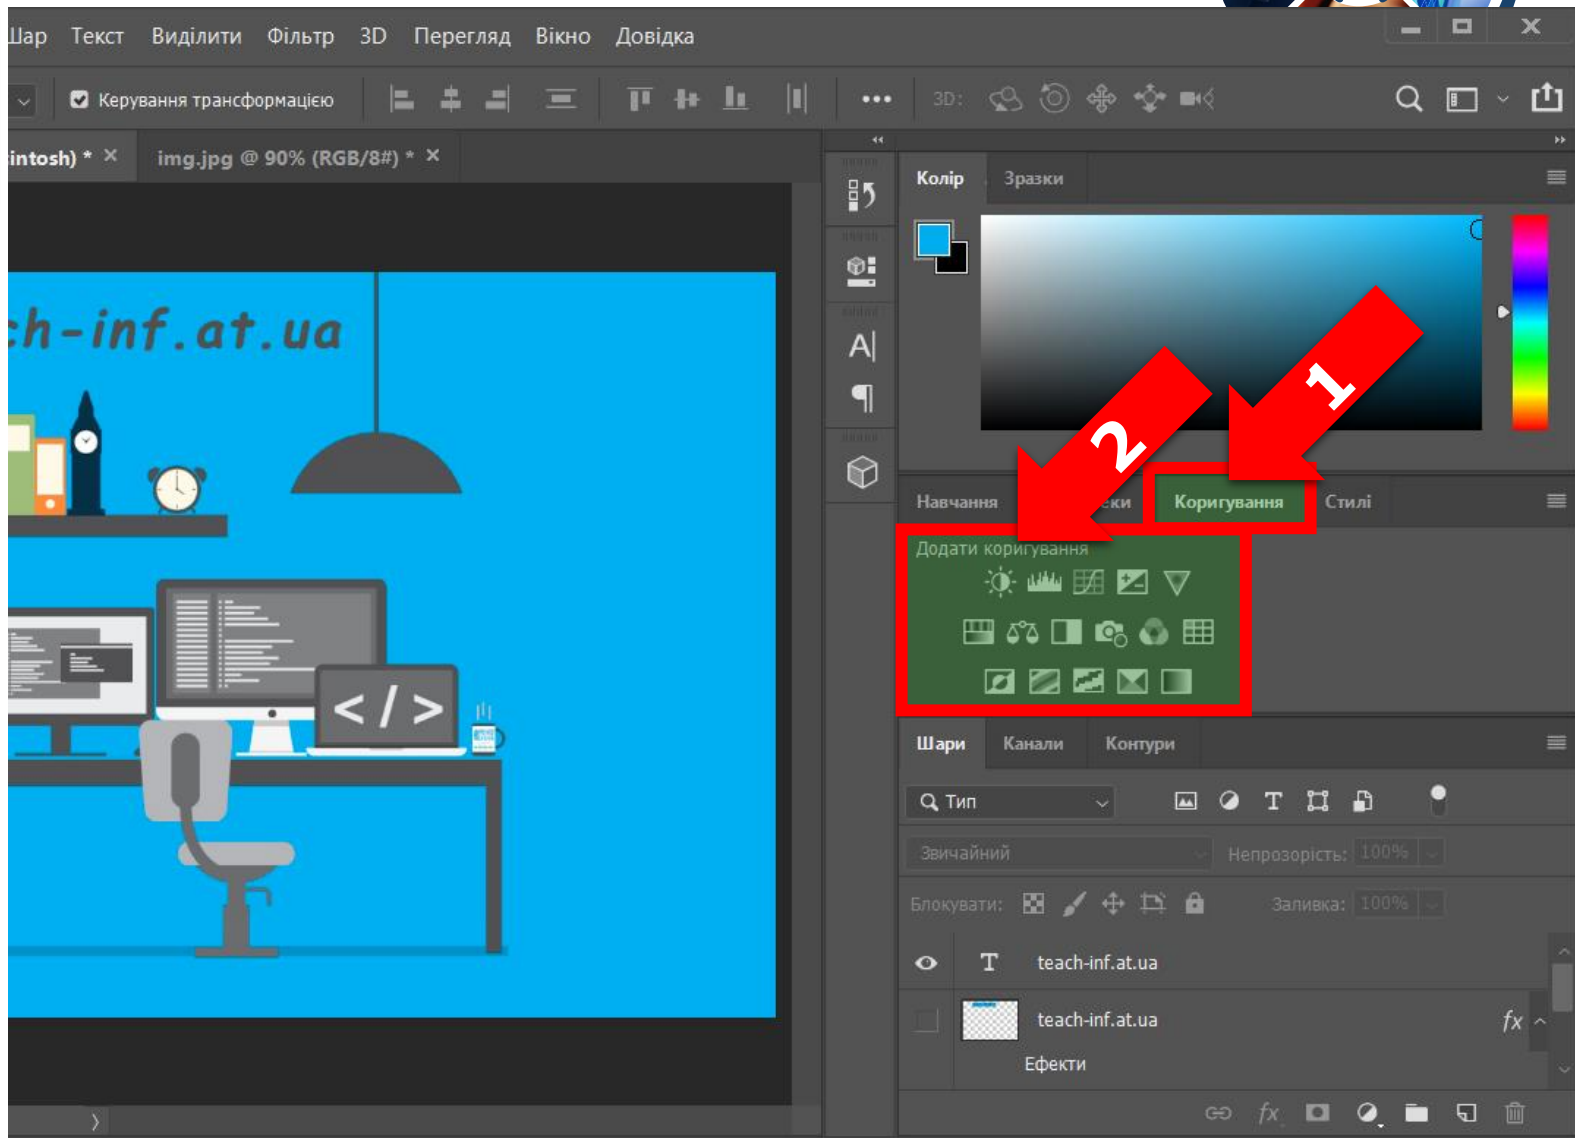 Шар Текст Виділити Фільтр 3D Перегляд Вікно Довідка
Керування трансформацією
3D:
intosh) * ×
img.jpg @ 90% (RGB/8#) * ×
Колір Зразки
ch-inf.at.ua
1
2
Навчання
еки
Коригування Стилі
Додати коригування
</>
Шари Канали Контури
Тип
Звичайний Непрозорість: 100%
Блокувати: Заливка: 100%
T teach-inf.at.ua
teach-inf.at.ua fx
Ефекти
fx